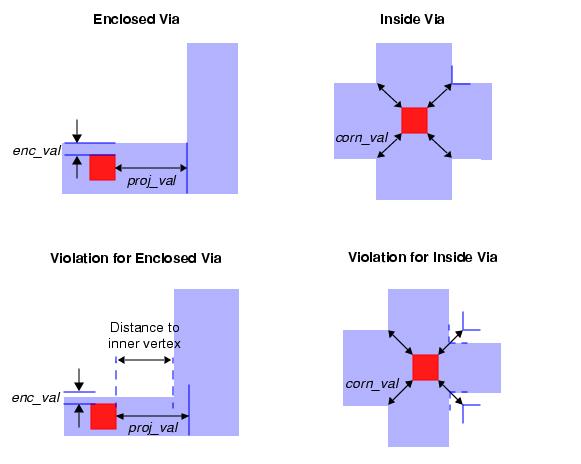 Enclosed Via
Inside Via
enc_val
proj_val
corn_val
Violation for Enclosed Via
Violation for Inside Via
Distance to
inner vertex
enc_val
proj_val
corn_val